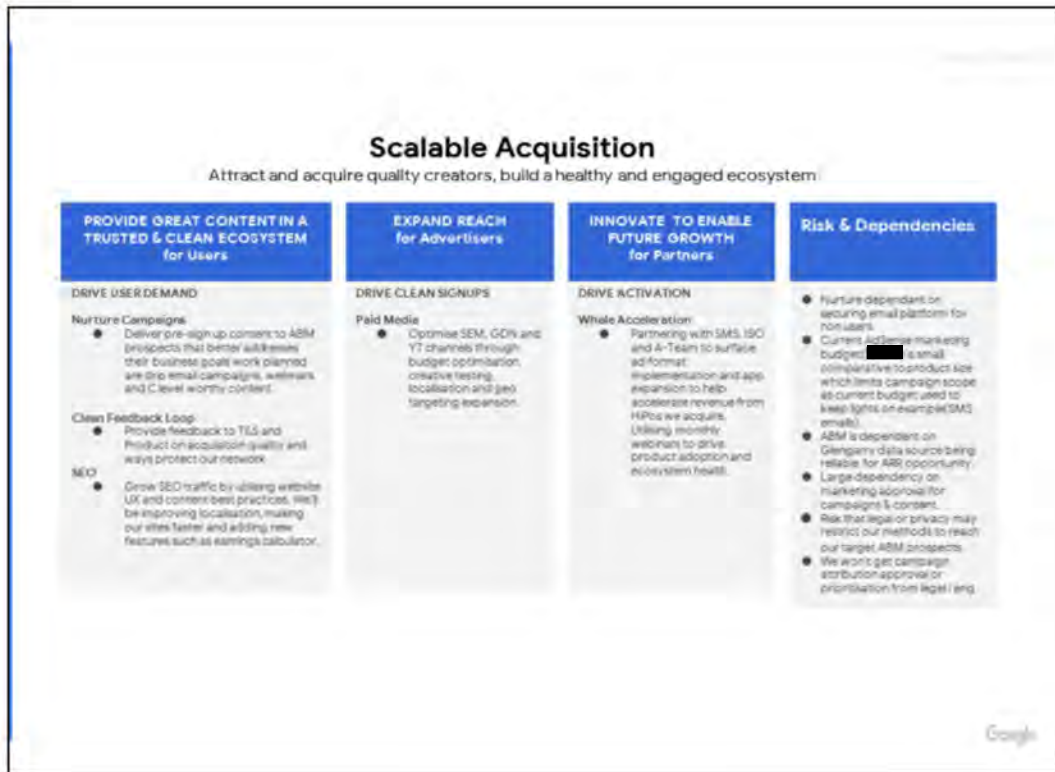 Scalable Acquisition
Attract and acquire quality creators, build a healthy and engaged ecosystem
PROVIDE GREAT CONTENT IN A
TRUSTED & CLEAN ECOSYSTEM
for Users
DRIVE USER DEMAND
Nurture Campaigns
● Deliver pre-sign up content to ABM
prospects that better addresses
their business goals work planned
are drip email campaigns, webinars
and C level worthy content.
Clean Feedback Loop
● Provide feedback to T&S and
Product on acquisition quality and
ways protect our network
SEO
● Grow SEO traffic by utilising website
UX and content best practices. We'll
be improving localisation, making
our sites faster and adding new
features such as earnings calculator.
EXPAND REACH
for Advertisers
DRIVE CLEAN SIGNUPS
Paid Media
● Optimise SEM, GDN and
YT channels through
budget optimisation,
creative testing,
localisation and geo
targeting expansion.
INNOVATE TO ENABLE
FUTURE GROWTH
for Partners
DRIVE ACTIVATION
Whale Acceleration
● Partnering with SMS, ISO
and A-Team to surface
ad format
implementation and app
expansion to help
accelerate revenue from
HiPos we acquire.
Utilising monthly
webinars to drive
product adoption and
ecosystem health.
Risk & Dependencies
● Nurture dependant on
securing email platform for
non users.
● Current AdSense marketing
budget is small
comparative to product size
which limits campaign scope
as current budget used to
keep lights on example(SMS
emails).
● ABM is dependent on
Glengarry data source being
reliable for ARR opportunity.
● Large dependency on
marketing approval for
campaigns & content.
● Risk that legal or privacy may
restrict our methods to reach
our target ABM prospects.
● We won't get campaign
attribution approval or
prioritisation from legal / eng.
Google